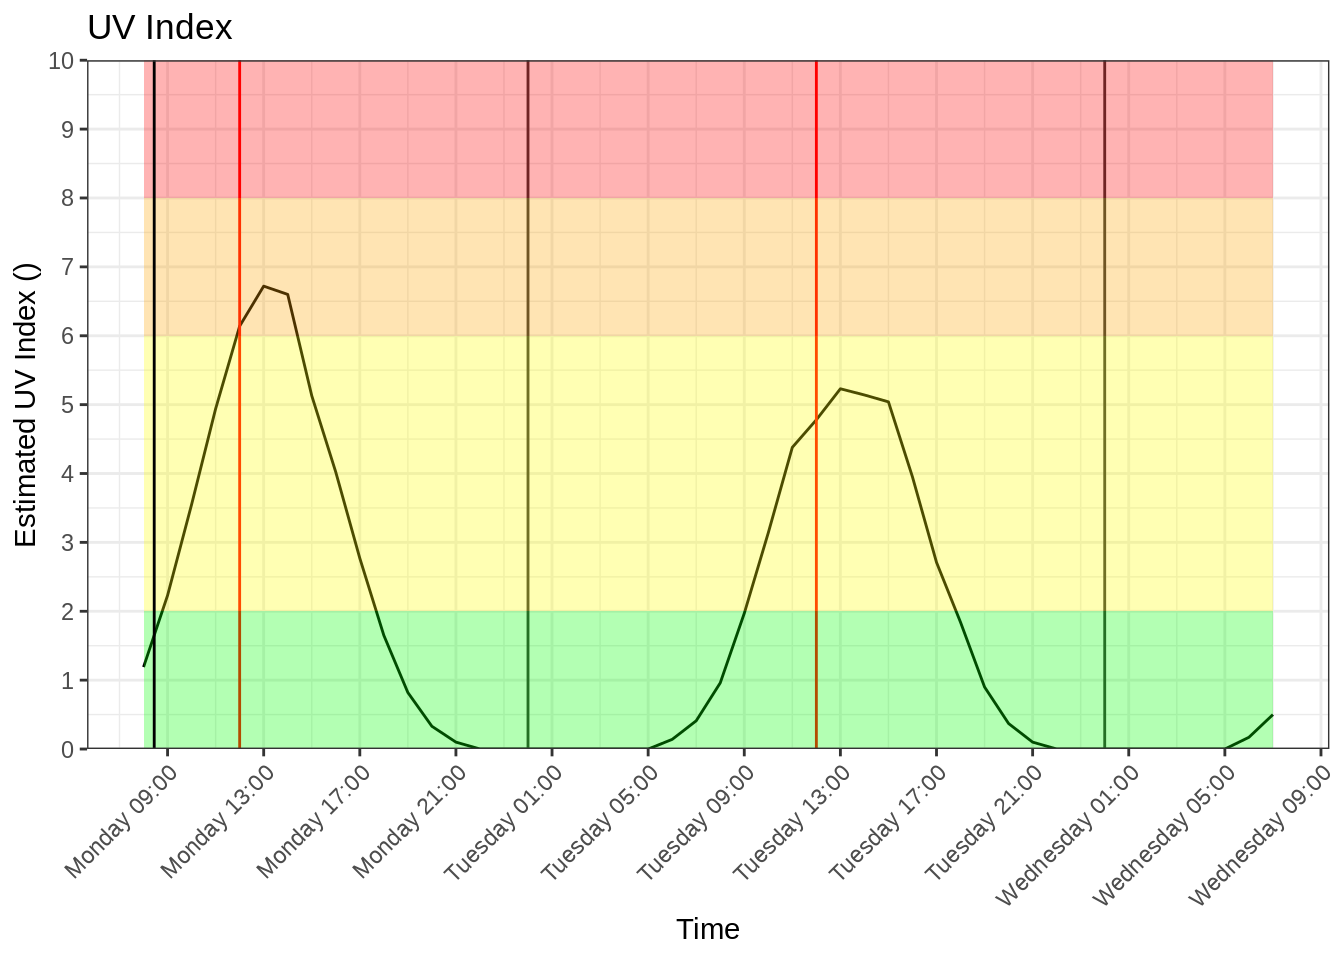 UV Index
Estimated UV Index ()
10
9
8
7
6
5
4
3
2
1
0
Monday 09:00
Monday 13:00
Monday 17:00
Monday 21:00
Tuesday 01:00
Tuesday 05:00
Tuesday 09:00
Tuesday 13:00
Tuesday 17:00
Tuesday 21:00
Wednesday 01:00
Wednesday 05:00
Wednesday 09:00
Time